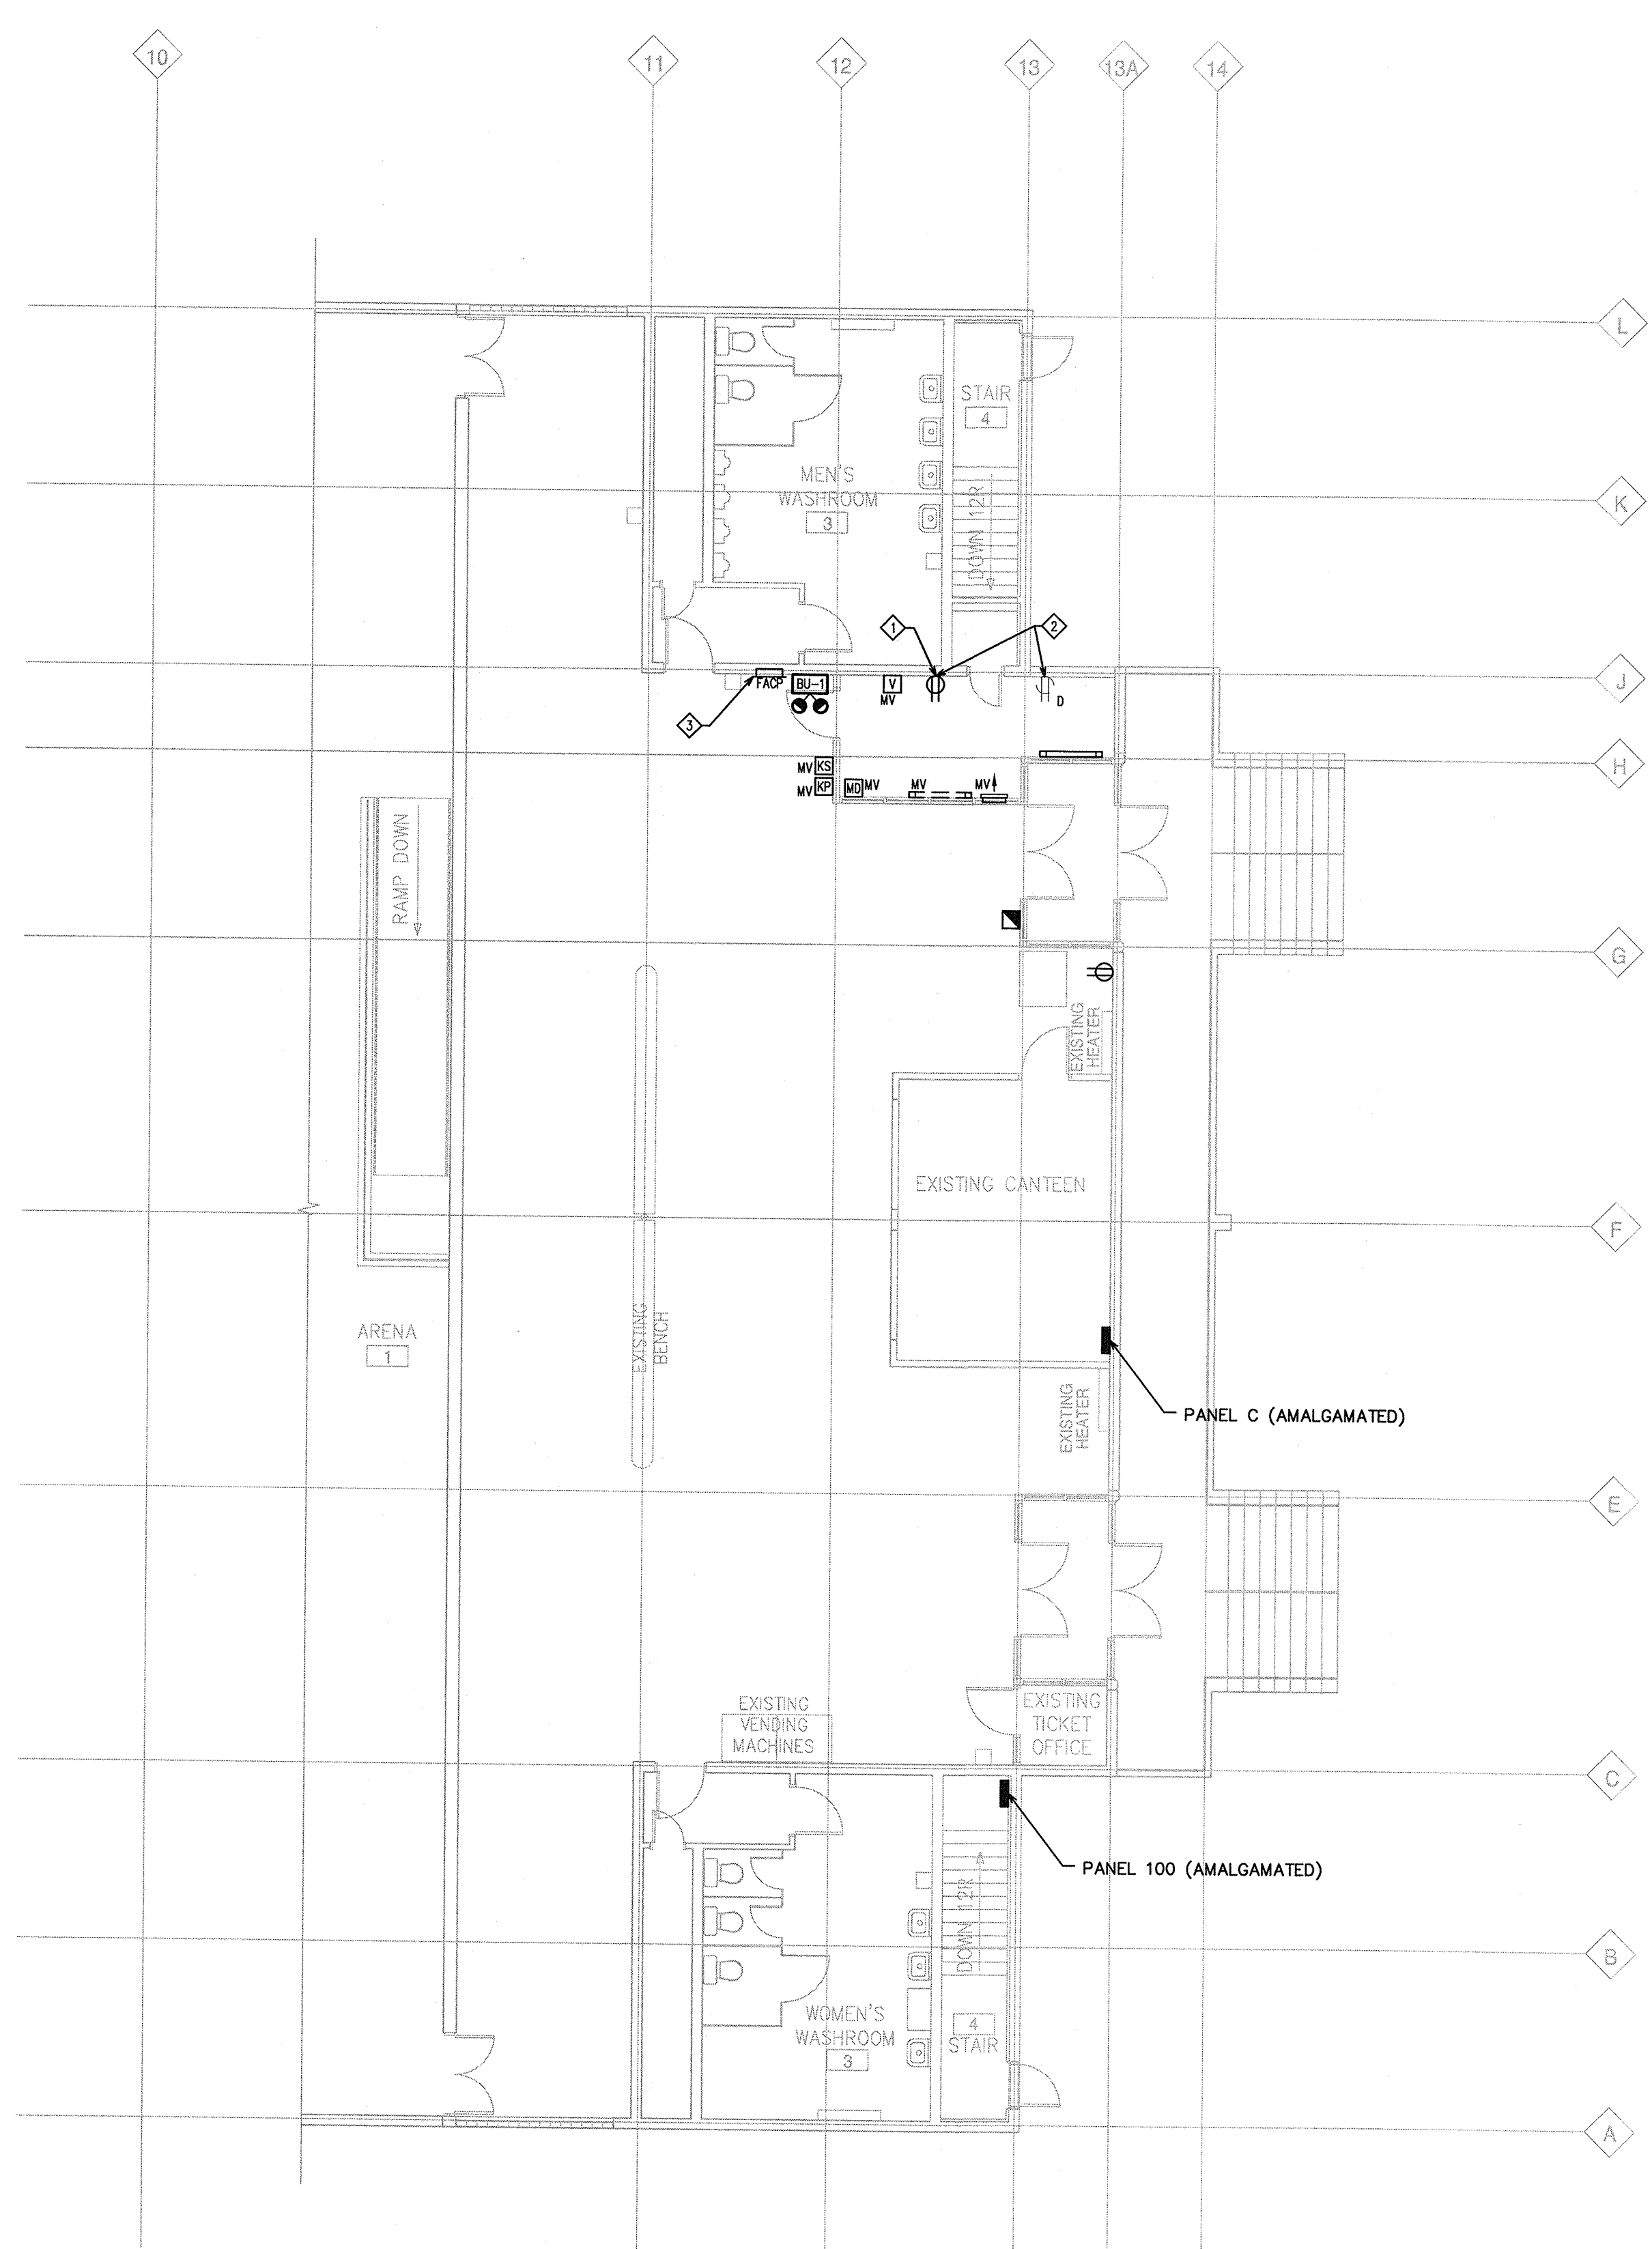 10
11
12
13
13A
14
L
STAIR
4
MEN'S
WASHROOM
3
DOWN 12R
K
1
2
J
FACP
BU-1
V
MV
D
3
H
MV KS
MV KP
MD MV
MV
MV
RAMP DOWN
G
EXISTING
HEATER
EXISTING CANTEEN
F
ARENA
1
EXISTING
BENCH
EXISTING
HEATER
PANEL C (AMALGAMATED)
E
EXISTING
VENDING
MACHINES
EXISTING
TICKET
OFFICE
C
PANEL 100 (AMALGAMATED)
DOWN 12R
B
WOMEN'S
WASHROOM
3
4
STAIR
A